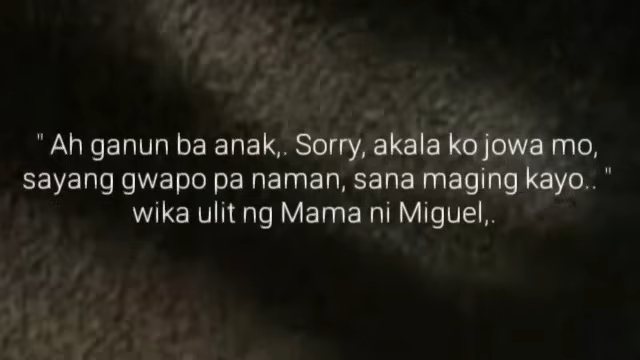 " Ah ganun ba anak,. Sorry, akala ko jowa mo,
sayang gwapo pa naman, sana maging kayo.. "
wika ulit ng Mama ni Miguel,.